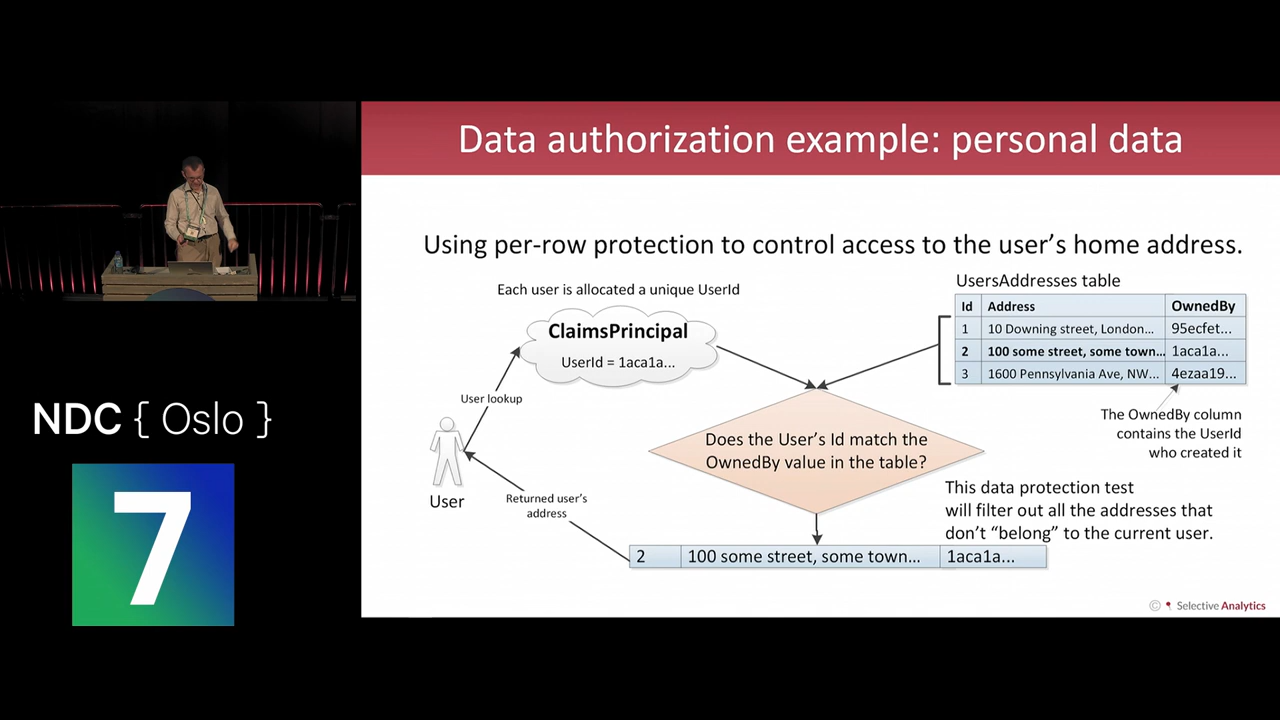 Data authorization example: personal data
Using per-row protection to control access to the user's home address.
Each user is allocated a unique UserId
ClaimsPrincipal
UserId = 1aca1a...
User lookup
User
Returned user's
address
UsersAddresses table
Id Address OwnedBy
1 10 Downing street, London... 95ecfet...
2 100 some street, some town... 1aca1a...
3 1600 Pennsylvania Ave, NW... 4ezaa19...
The OwnedBy column
contains the UserId
who created it
Does the User's Id match the
OwnedBy value in the table?
This data protection test
will filter out all the addresses that
don't “belong” to the current user.
2 100 some street, some town... 1aca1a...
© Selective Analytics
NDC { Oslo }
7